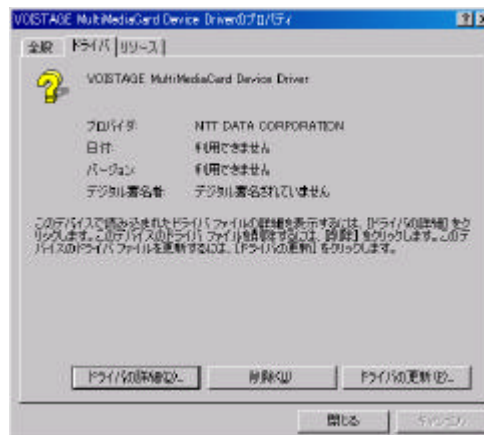 VOISTAGE MultiMediaCard Device Driverのプロパティ
全般 ドライバ リソース
VOISTAGE MultiMediaCard Device Driver
プロバイダ: NTT DATA CORPORATION
日付: 利用できません
バージョン: 利用できません
デジタル署名者: デジタル署名されていません
このデバイスで読み込まれたドライバ ファイルの詳細を表示するには、[ドライバの詳細] をク
リックします。このデバイスのドライバ ファイルを削除するには、[削除] をクリックします。このデ
バイスのドライバ ファイルを更新するには、[ドライバの更新] をクリックします。
ドライバの詳細(D)... 削除(U) ドライバの更新(P)...
閉じる キャンセル